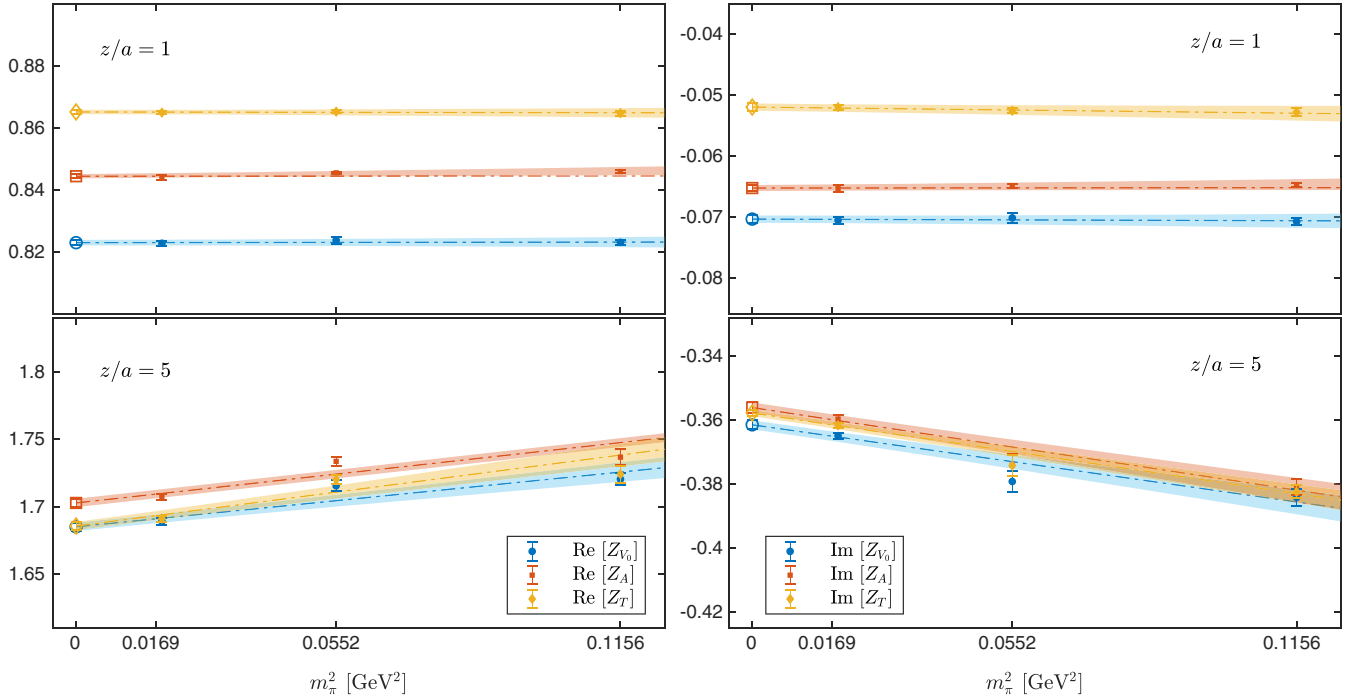 z/a = 1
0.88
0.86
0.84
0.82
z/a = 1
-0.04
-0.05
-0.06
-0.07
-0.08
z/a = 5
1.8
1.75
1.7
1.65
Re [Z_{V_0}]
Re [Z_A]
Re [Z_T]
0 0.0169 0.0552 0.1156
m_π^2 [GeV^2]
z/a = 5
-0.34
-0.36
-0.38
-0.4
-0.42
Im [Z_{V_0}]
Im [Z_A]
Im [Z_T]
0 0.0169 0.0552 0.1156
m_π^2 [GeV^2]